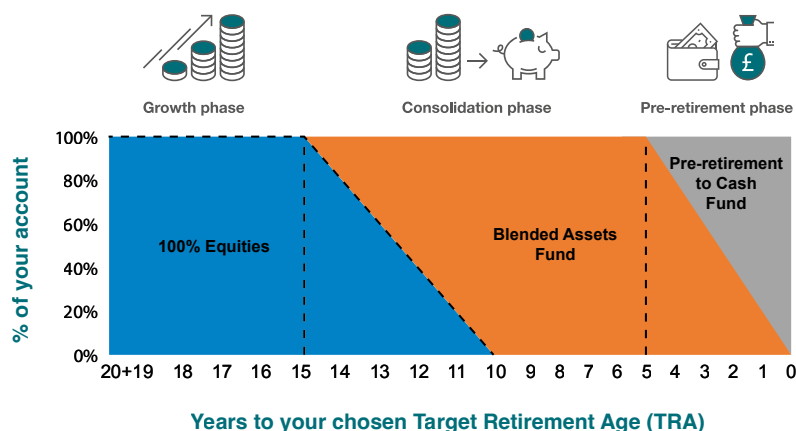 £
Growth phase
Consolidation phase
Pre-retirement phase
% of your account
100%
80%
60%
40%
20%
0%
100% Equities
Blended Assets
Fund
Pre-retirement
to Cash
Fund
20+19 18 17 16 15 14 13 12 11 10 9 8 7 6 5 4 3 2 1 0
Years to your chosen Target Retirement Age (TRA)